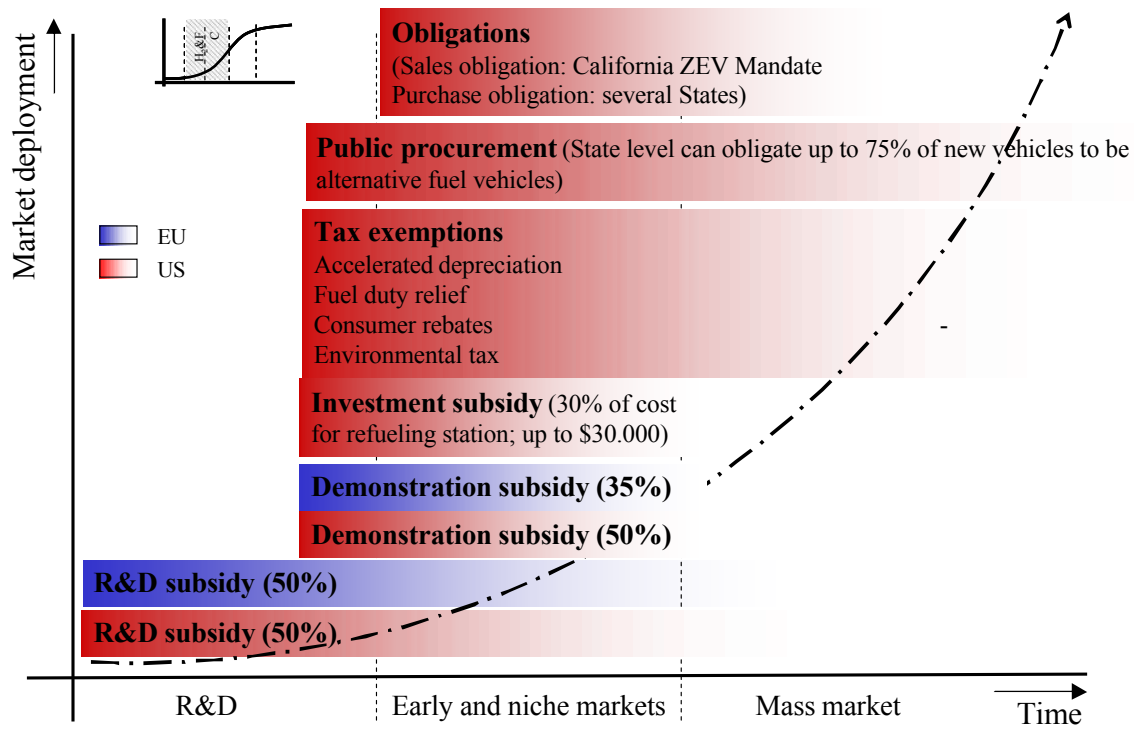 Market deployment
H₂&F
C
Obligations
(Sales obligation: California ZEV Mandate
Purchase obligation: several States)
Public procurement (State level can obligate up to 75% of new vehicles to be
alternative fuel vehicles)
EU
US
Tax exemptions
Accelerated depreciation
Fuel duty relief
Consumer rebates
Environmental tax
-
Investment subsidy (30% of cost
for refueling station; up to $30.000)
Demonstration subsidy (35%)
Demonstration subsidy (50%)
R&D subsidy (50%)
R&D subsidy (50%)
R&D
Early and niche markets
Mass market
Time